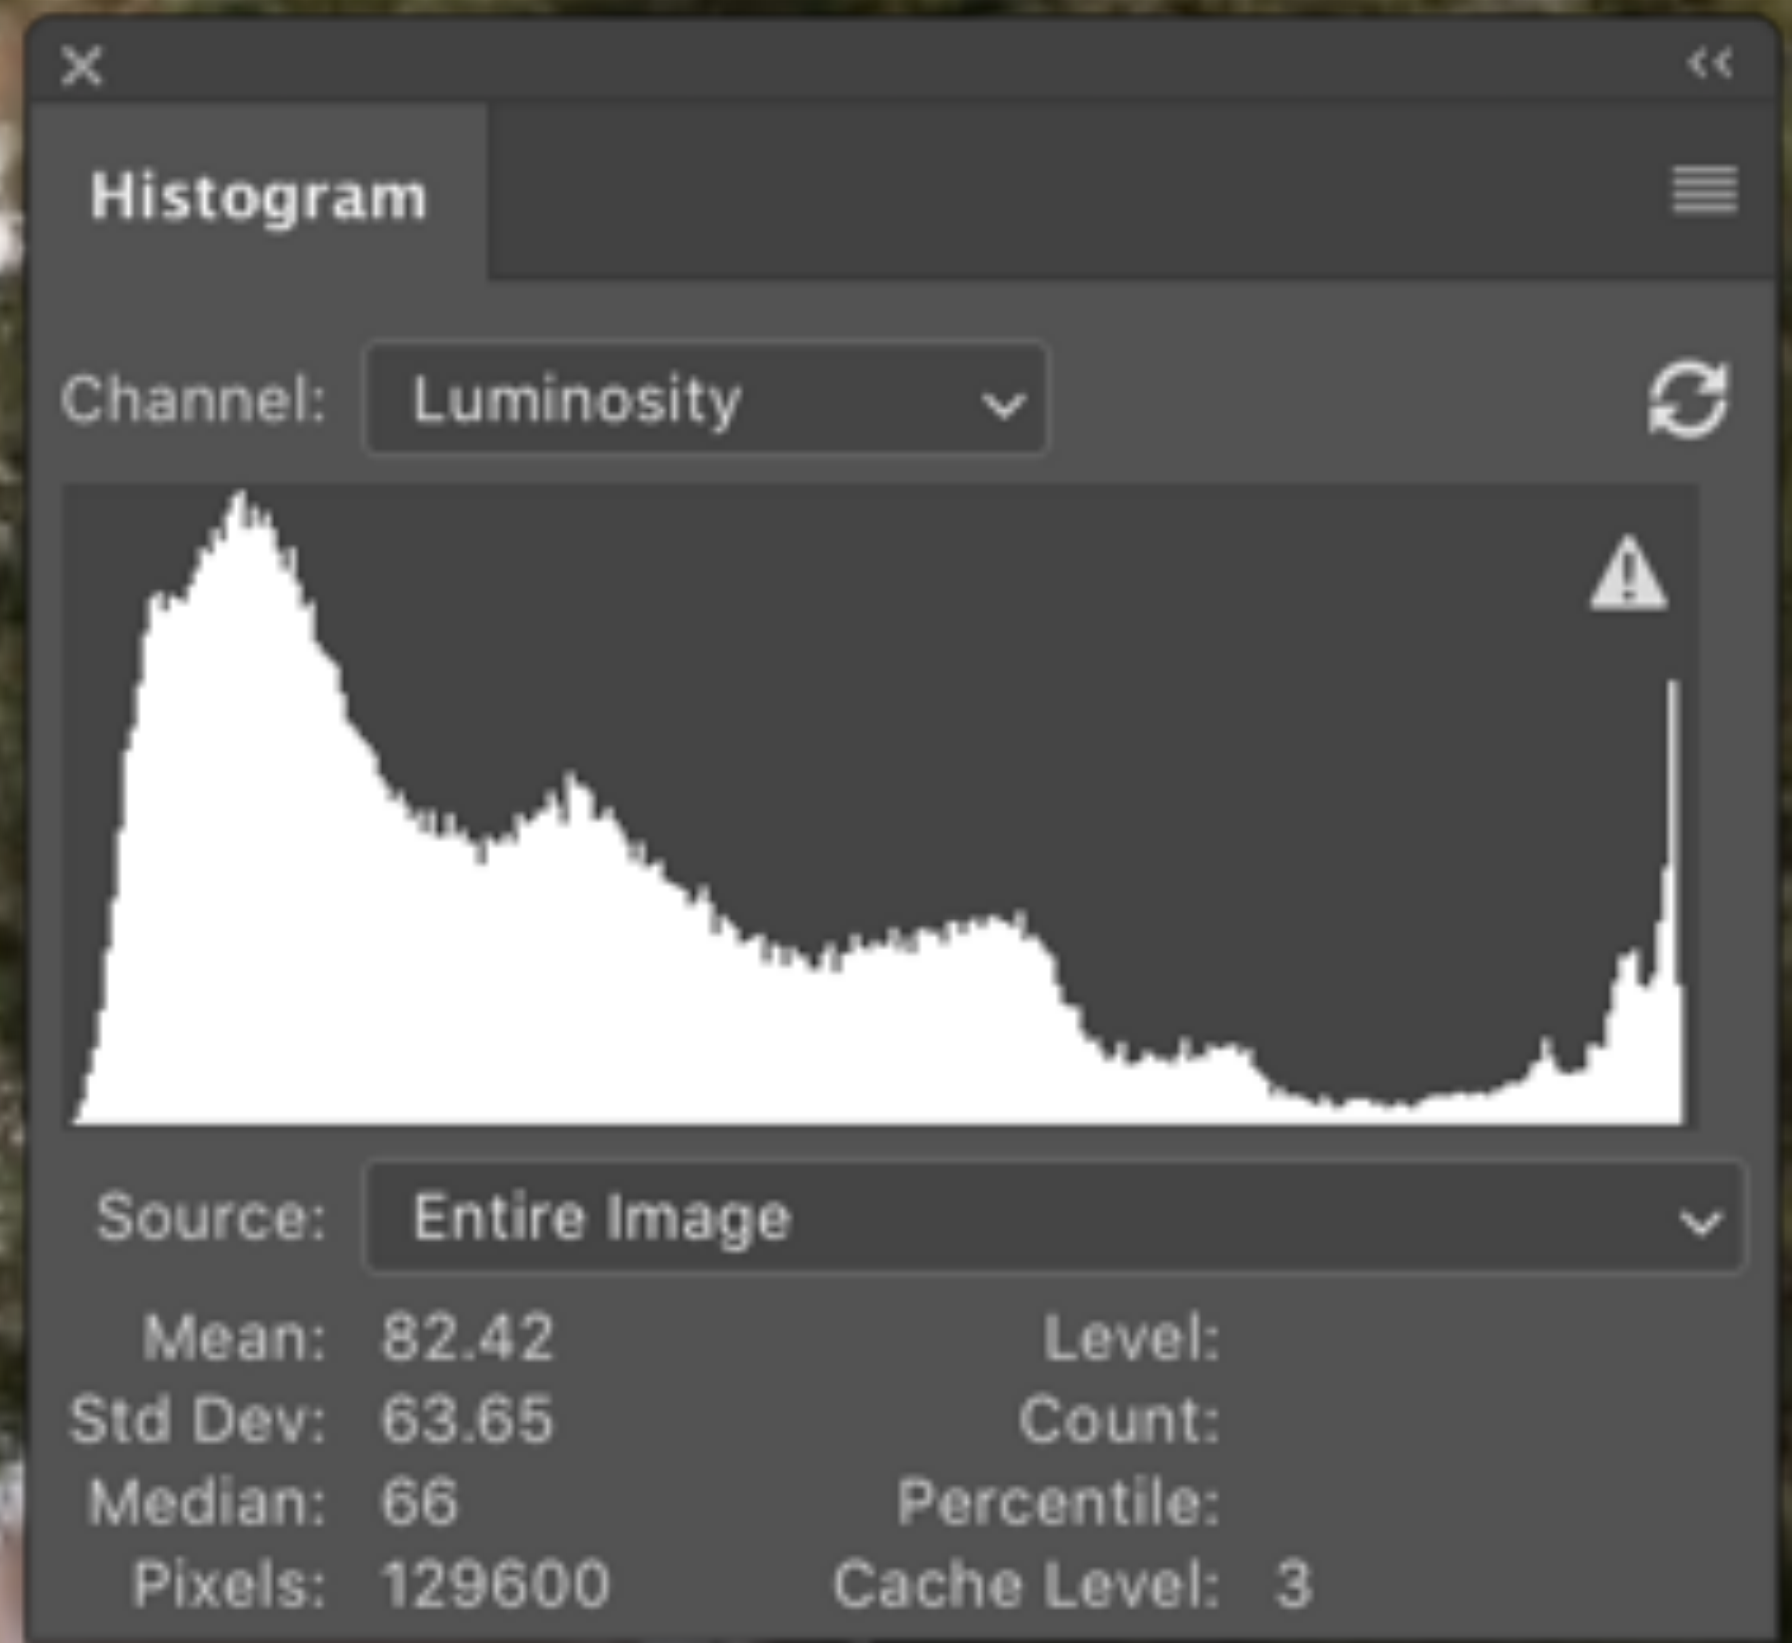 Histogram
Channel: Luminosity
Source: Entire Image
Mean: 82.42 Level:
Std Dev: 63.65 Count:
Median: 66 Percentile:
Pixels: 129600 Cache Level: 3